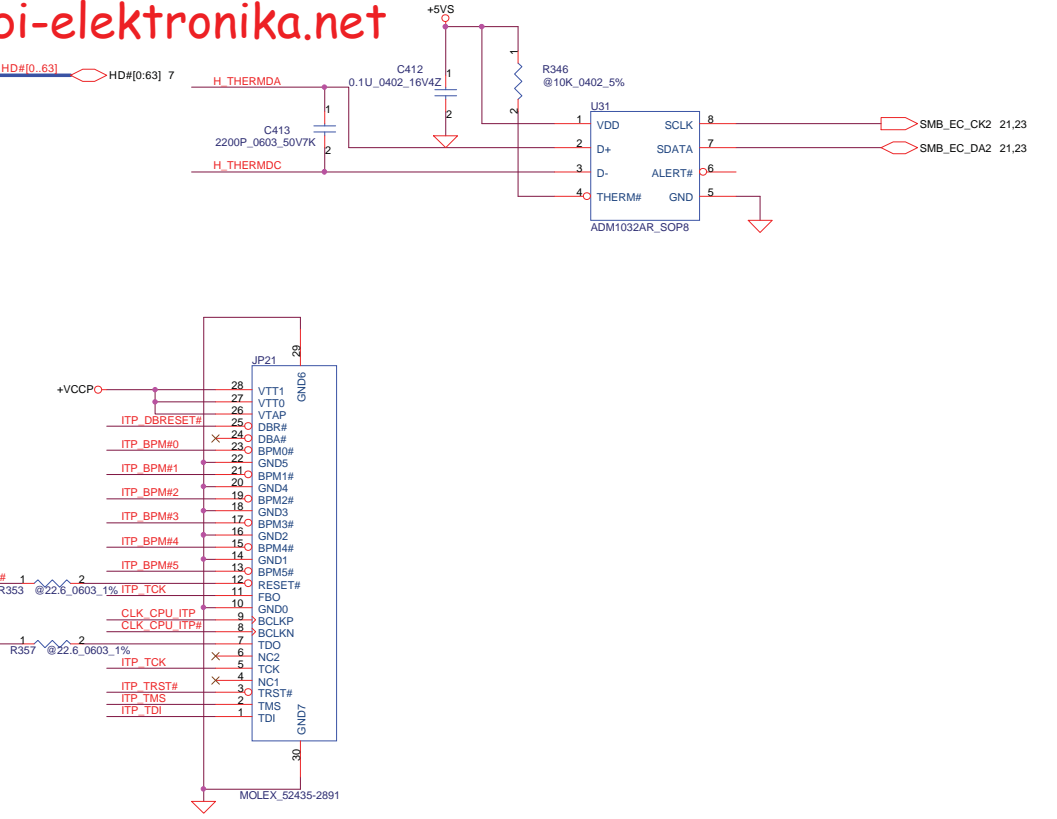 pi-elektronika.net
HD#[0..63]
HD#[0:63] 7
H_THERMDA
1
C413
2200P_0603_50V7K
2
H_THERMDC
+5VS
C412
0.1U_0402_16V4Z
1
2
1
R346
@10K_0402_5%
2
U31
1 VDD SCLK 8 SMB_EC_CK2 21,23
2 D+ SDATA 7 SMB_EC_DA2 21,23
3 D- ALERT# 6
4 THERM# GND 5
ADM1032AR_SOP8
29
JP21
GND6
+VCCP
28 VTT1
27 VTT0
26 VTAP
ITP_DBRESET# 25 DBR#
24 DBA#
ITP_BPM#0 23 BPM0#
22 GND5
ITP_BPM#1 21 BPM1#
20 GND4
ITP_BPM#2 19 BPM2#
18 GND3
ITP_BPM#3 17 BPM3#
16 GND2
ITP_BPM#4 15 BPM4#
14 GND1
ITP_BPM#5 13 BPM5#
# 1 2 12 RESET#
R353 @22.6_0603_1% ITP_TCK 11 FBO
10 GND0
CLK_CPU_ITP 9 BCLKP
CLK_CPU_ITP# 8 BCLKN
1 2 7 TDO
R357 @22.6_0603_1%
6 NC2
ITP_TCK 5 TCK
4 NC1
ITP_TRST# 3 TRST#
ITP_TMS 2 TMS
ITP_TDI 1 TDI
GND7
30
MOLEX_52435-2891